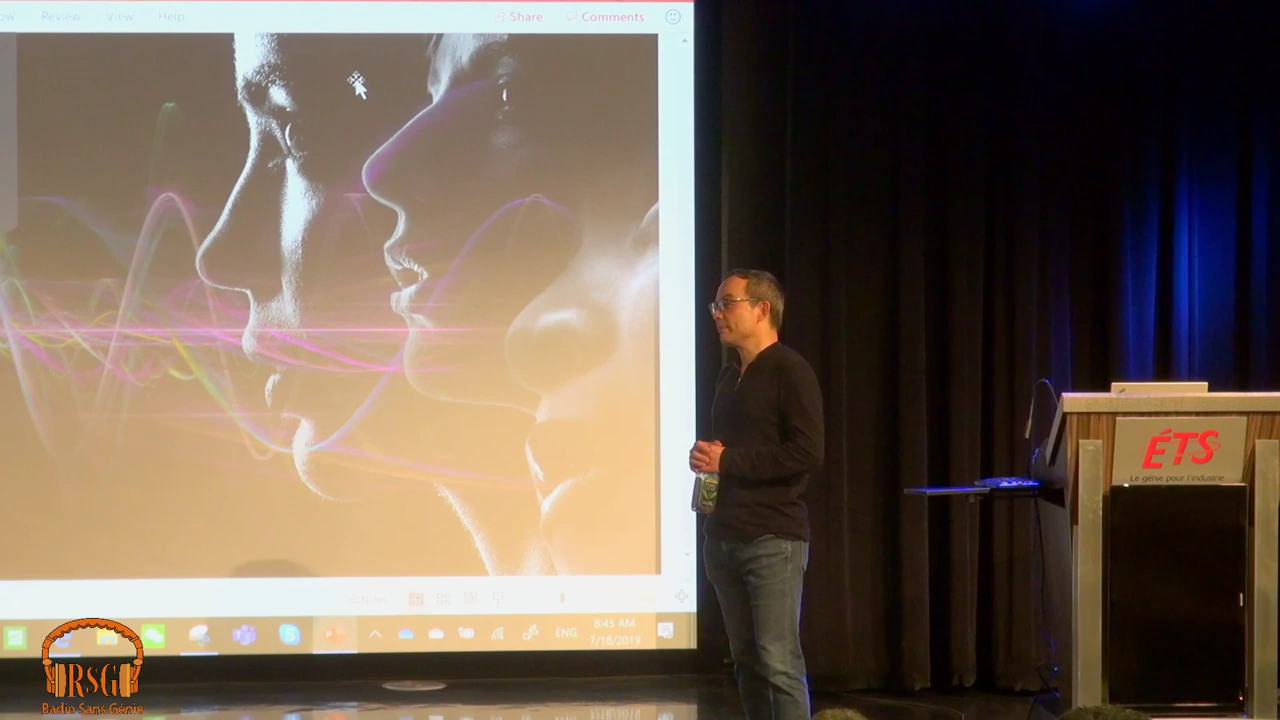 ow Review View Help Share Comments
ENG
8:45 AM
7/18/2019
ÉTS
Le génie pour l'industrie
RSG
Radio Sans Génie